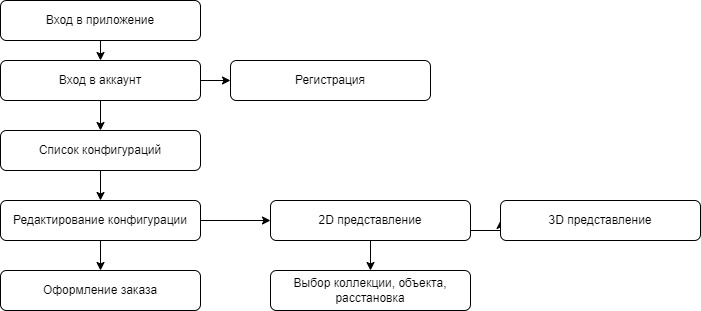 Вход в приложение
Вход в аккаунт
Регистрация
Список конфигураций
Редактирование конфигурации
2D представление
3D представление
Оформление заказа
Выбор коллекции, объекта,
расстановка